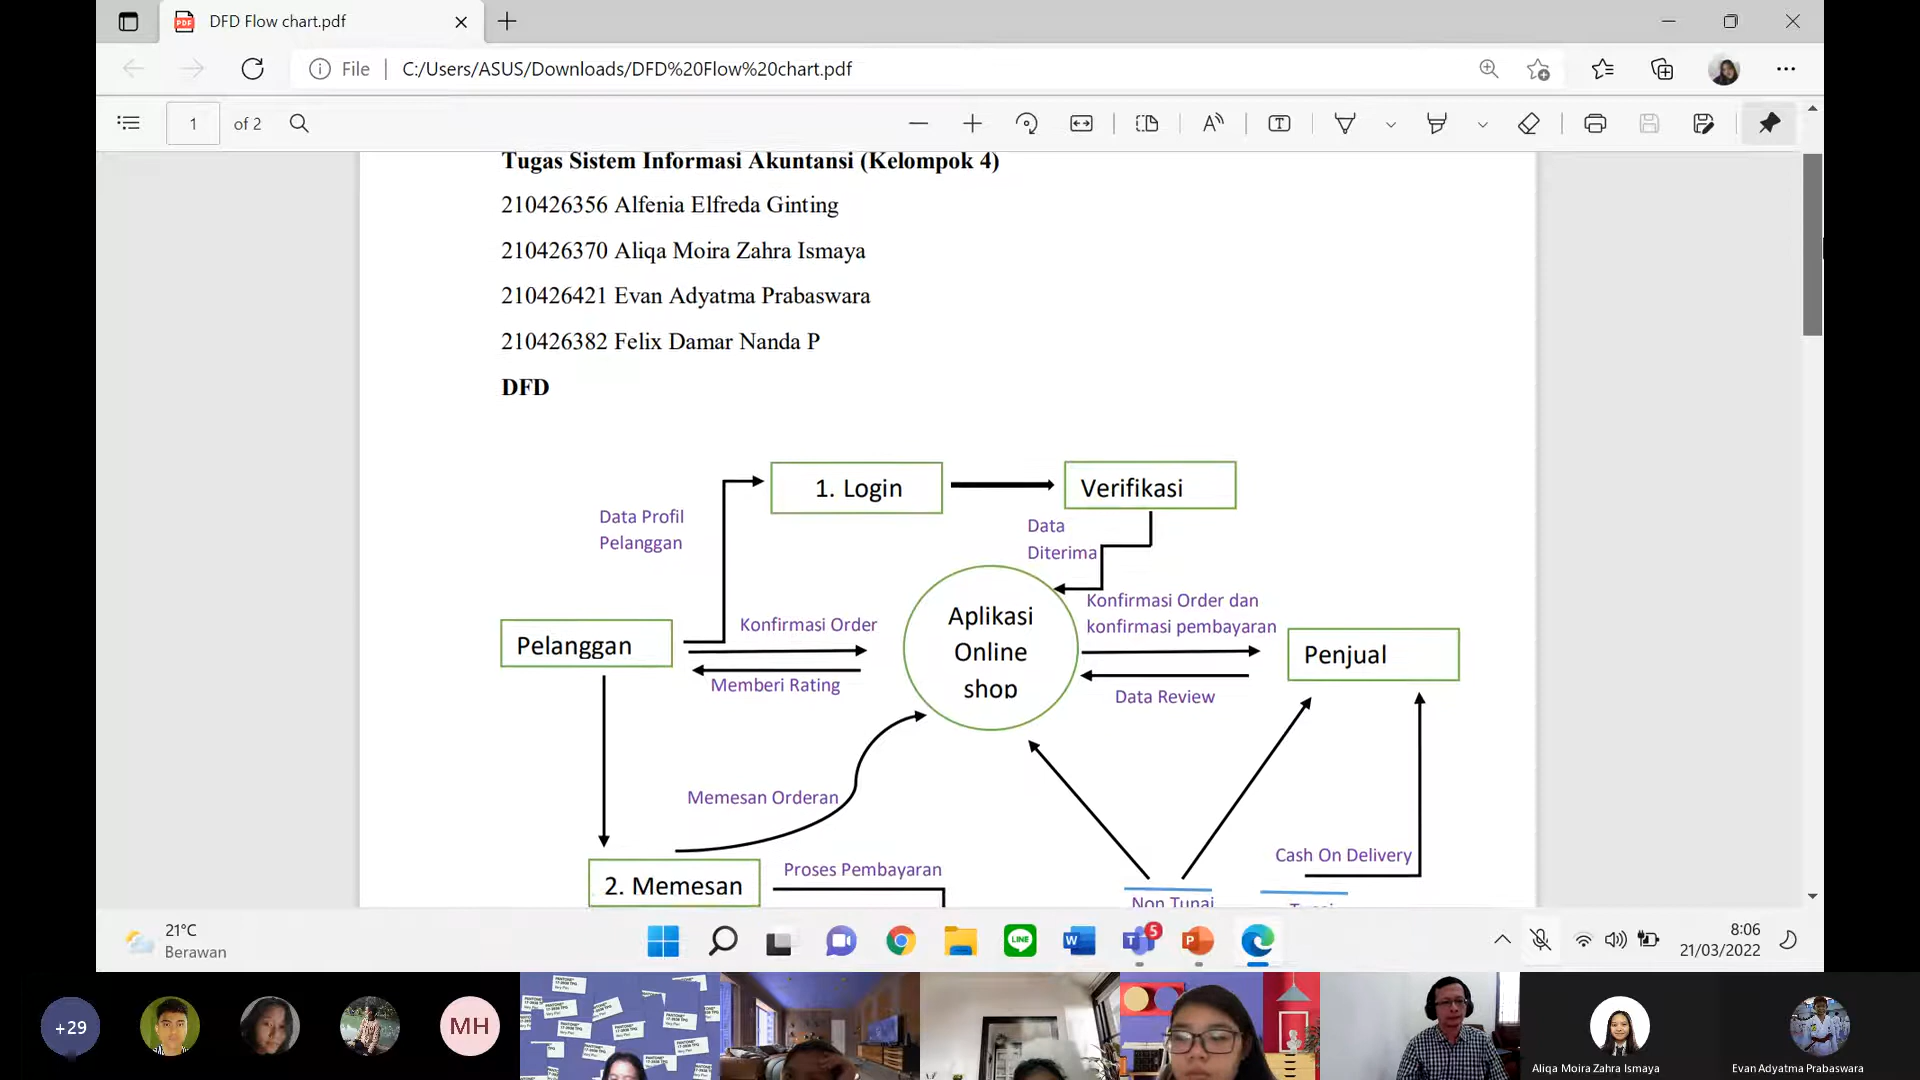 DFD Flow chart.pdf
File
C:/Users/ASUS/Downloads/DFD%20Flow%20chart.pdf
1 of 2
Tugas Sistem Informasi Akuntansi (Kelompok 4)
210426356 Alfenia Elfreda Ginting
210426370 Aliqa Moira Zahra Ismaya
210426421 Evan Adyatma Prabaswara
210426382 Felix Damar Nanda P
DFD
1. Login
Verifikasi
Data Profil
Pelanggan
Data
Diterima
Pelanggan
Konfirmasi Order
Memberi Rating
Aplikasi
Online
shop
Konfirmasi Order dan
konfirmasi pembayaran
Data Review
Penjual
Memesan Orderan
2. Memesan
Proses Pembayaran
Cash On Delivery
Non Tunai
21°C
Berawan
LINE
5
8:06
21/03/2022
+29
MH
Aliqa Moira Zahra Ismaya
Evan Adyatma Prabaswara